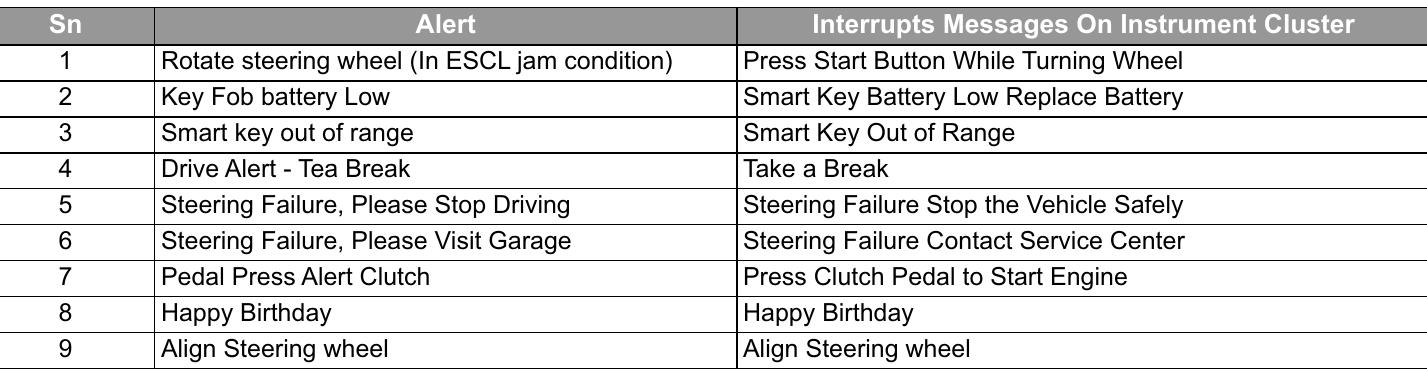 Sn Alert Interrupts Messages On Instrument Cluster
1 Rotate steering wheel (In ESCL jam condition) Press Start Button While Turning Wheel
2 Key Fob battery Low Smart Key Battery Low Replace Battery
3 Smart key out of range Smart Key Out of Range
4 Drive Alert - Tea Break Take a Break
5 Steering Failure, Please Stop Driving Steering Failure Stop the Vehicle Safely
6 Steering Failure, Please Visit Garage Steering Failure Contact Service Center
7 Pedal Press Alert Clutch Press Clutch Pedal to Start Engine
8 Happy Birthday Happy Birthday
9 Align Steering wheel Align Steering wheel